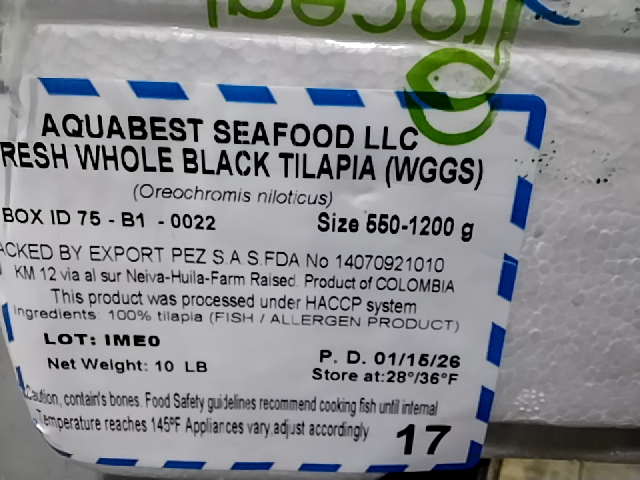 roceal
AQUABEST SEAFOOD LLC
RESH WHOLE BLACK TILAPIA (WGGS)
(Oreochromis niloticus)
BOX ID 75 - B1 - 0022 Size 550-1200 g
ACKED BY EXPORT PEZ S.A.S.FDA No 14070921010
KM 12 via al sur Neiva-Huila-Farm Raised. Product of COLOMBIA
This product was processed under HACCP system
Ingredients: 100% tilapia (FISH / ALLERGEN PRODUCT)
LOT: IME0
P. D. 01/15/26
Net Weight: 10 LB
Store at:28°/36°F
Caution, contain's bones. Food Safety guidelines recommend cooking fish until internal
Temperature reaches 145ºF Appliances vary,adjust accordingly
17